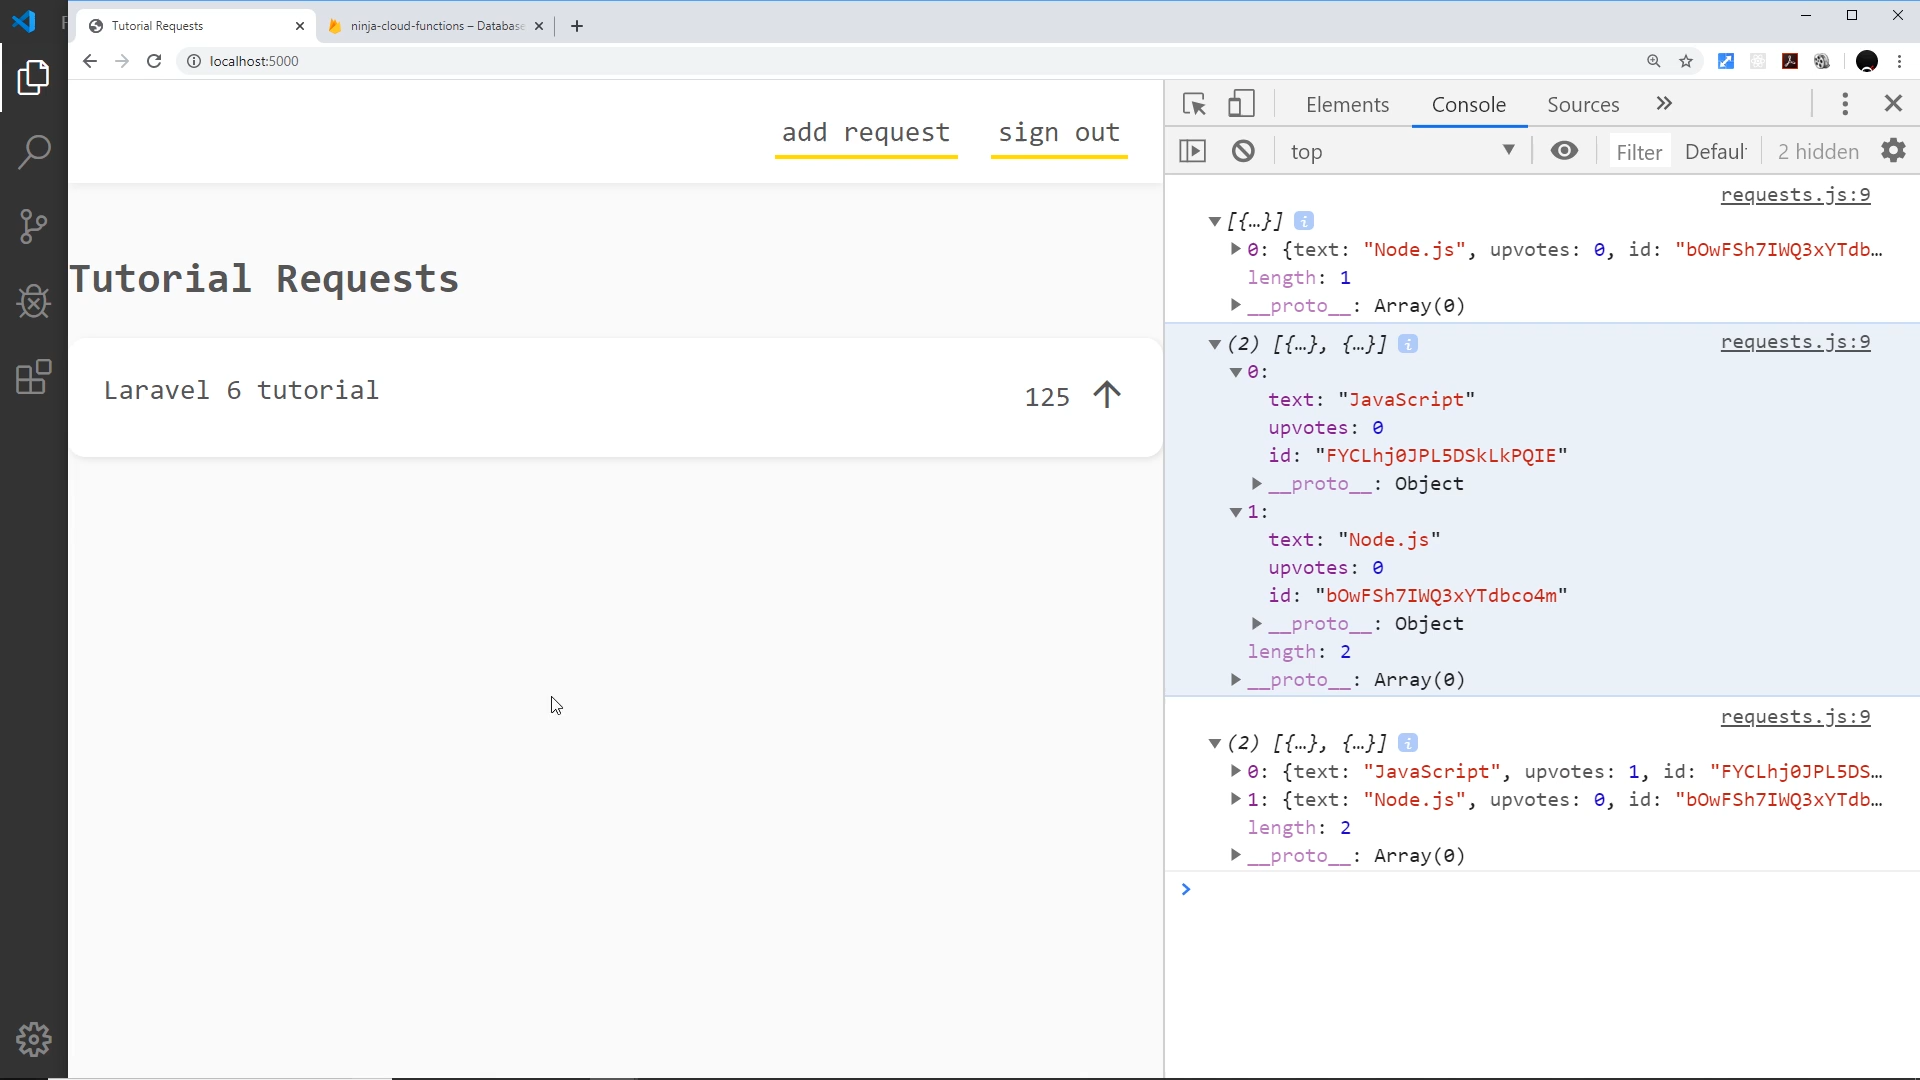 Tutorial Requests
ninja-cloud-functions – Databas
localhost:5000
add request
sign out
Tutorial Requests
Laravel 6 tutorial
125
Elements
Console
Sources
top
Filter
Defaul
2 hidden
requests.js:9
[{…}]
0: {text: "Node.js", upvotes: 0, id: "bOwFSh7IWQ3xYTdb…
length: 1
__proto__: Array(0)
requests.js:9
(2) [{…}, {…}]
0:
text: "JavaScript"
upvotes: 0
id: "FYCLhj0JPL5DSkLkPQIE"
__proto__: Object
1:
text: "Node.js"
upvotes: 0
id: "bOwFSh7IWQ3xYTdbco4m"
__proto__: Object
length: 2
__proto__: Array(0)
requests.js:9
(2) [{…}, {…}]
0: {text: "JavaScript", upvotes: 1, id: "FYCLhj0JPL5DS…
1: {text: "Node.js", upvotes: 0, id: "bOwFSh7IWQ3xYTdb…
length: 2
__proto__: Array(0)